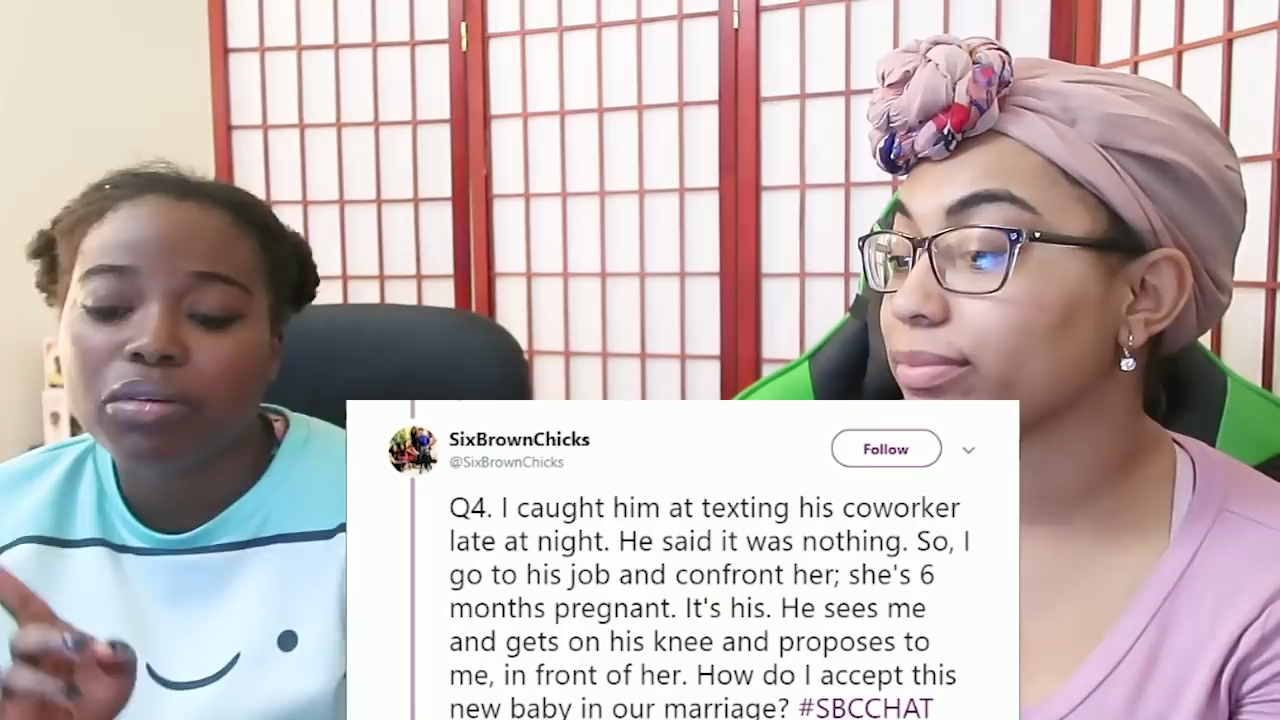 SixBrownChicks
@SixBrownChicks
Follow
Q4. I caught him at texting his coworker
late at night. He said it was nothing. So, I
go to his job and confront her; she's 6
months pregnant. It's his. He sees me
and gets on his knee and proposes to
me, in front of her. How do I accept this
new baby in our marriage? #SBCCHAT